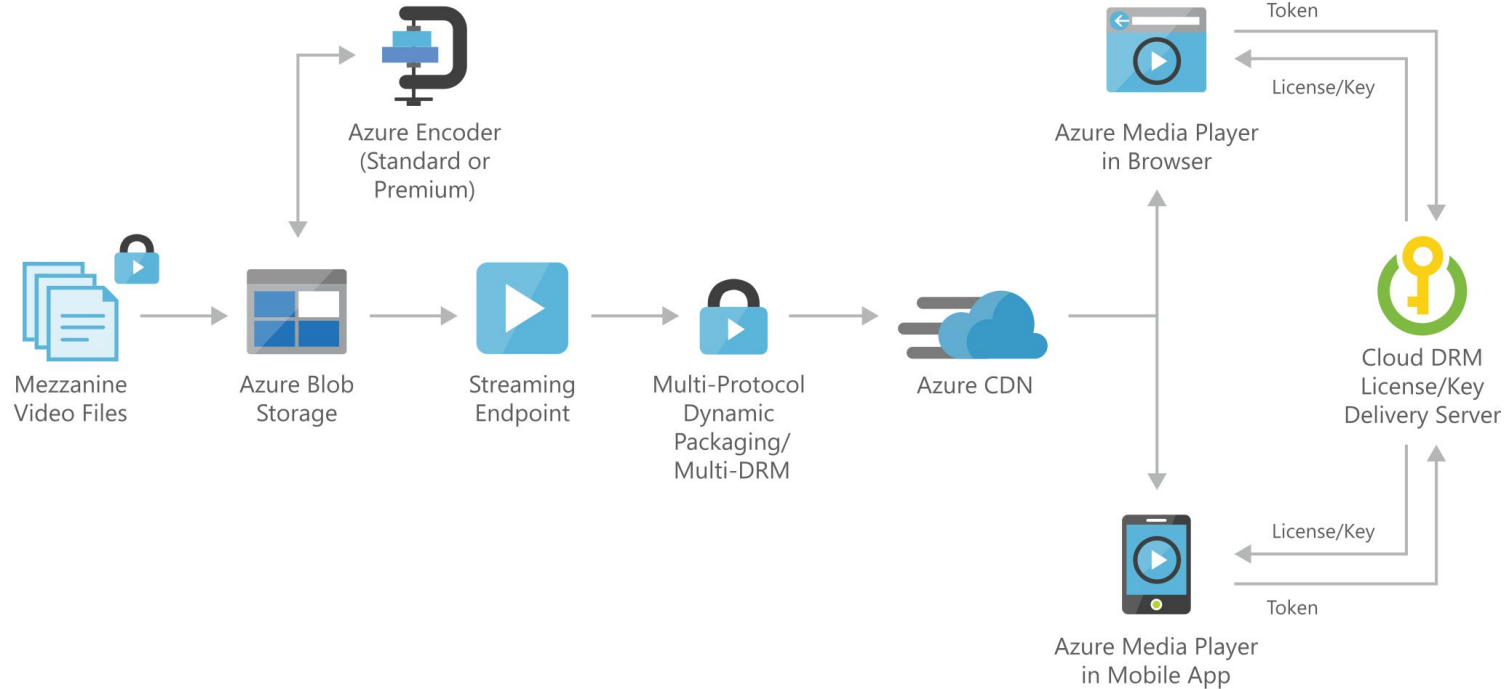 Token
License/Key
Azure Encoder
(Standard or
Premium)
Azure Media Player
in Browser
Mezzanine
Video Files
Azure Blob
Storage
Streaming
Endpoint
Multi-Protocol
Dynamic
Packaging/
Multi-DRM
Azure CDN
Cloud DRM
License/Key
Delivery Server
License/Key
Token
Azure Media Player
in Mobile App